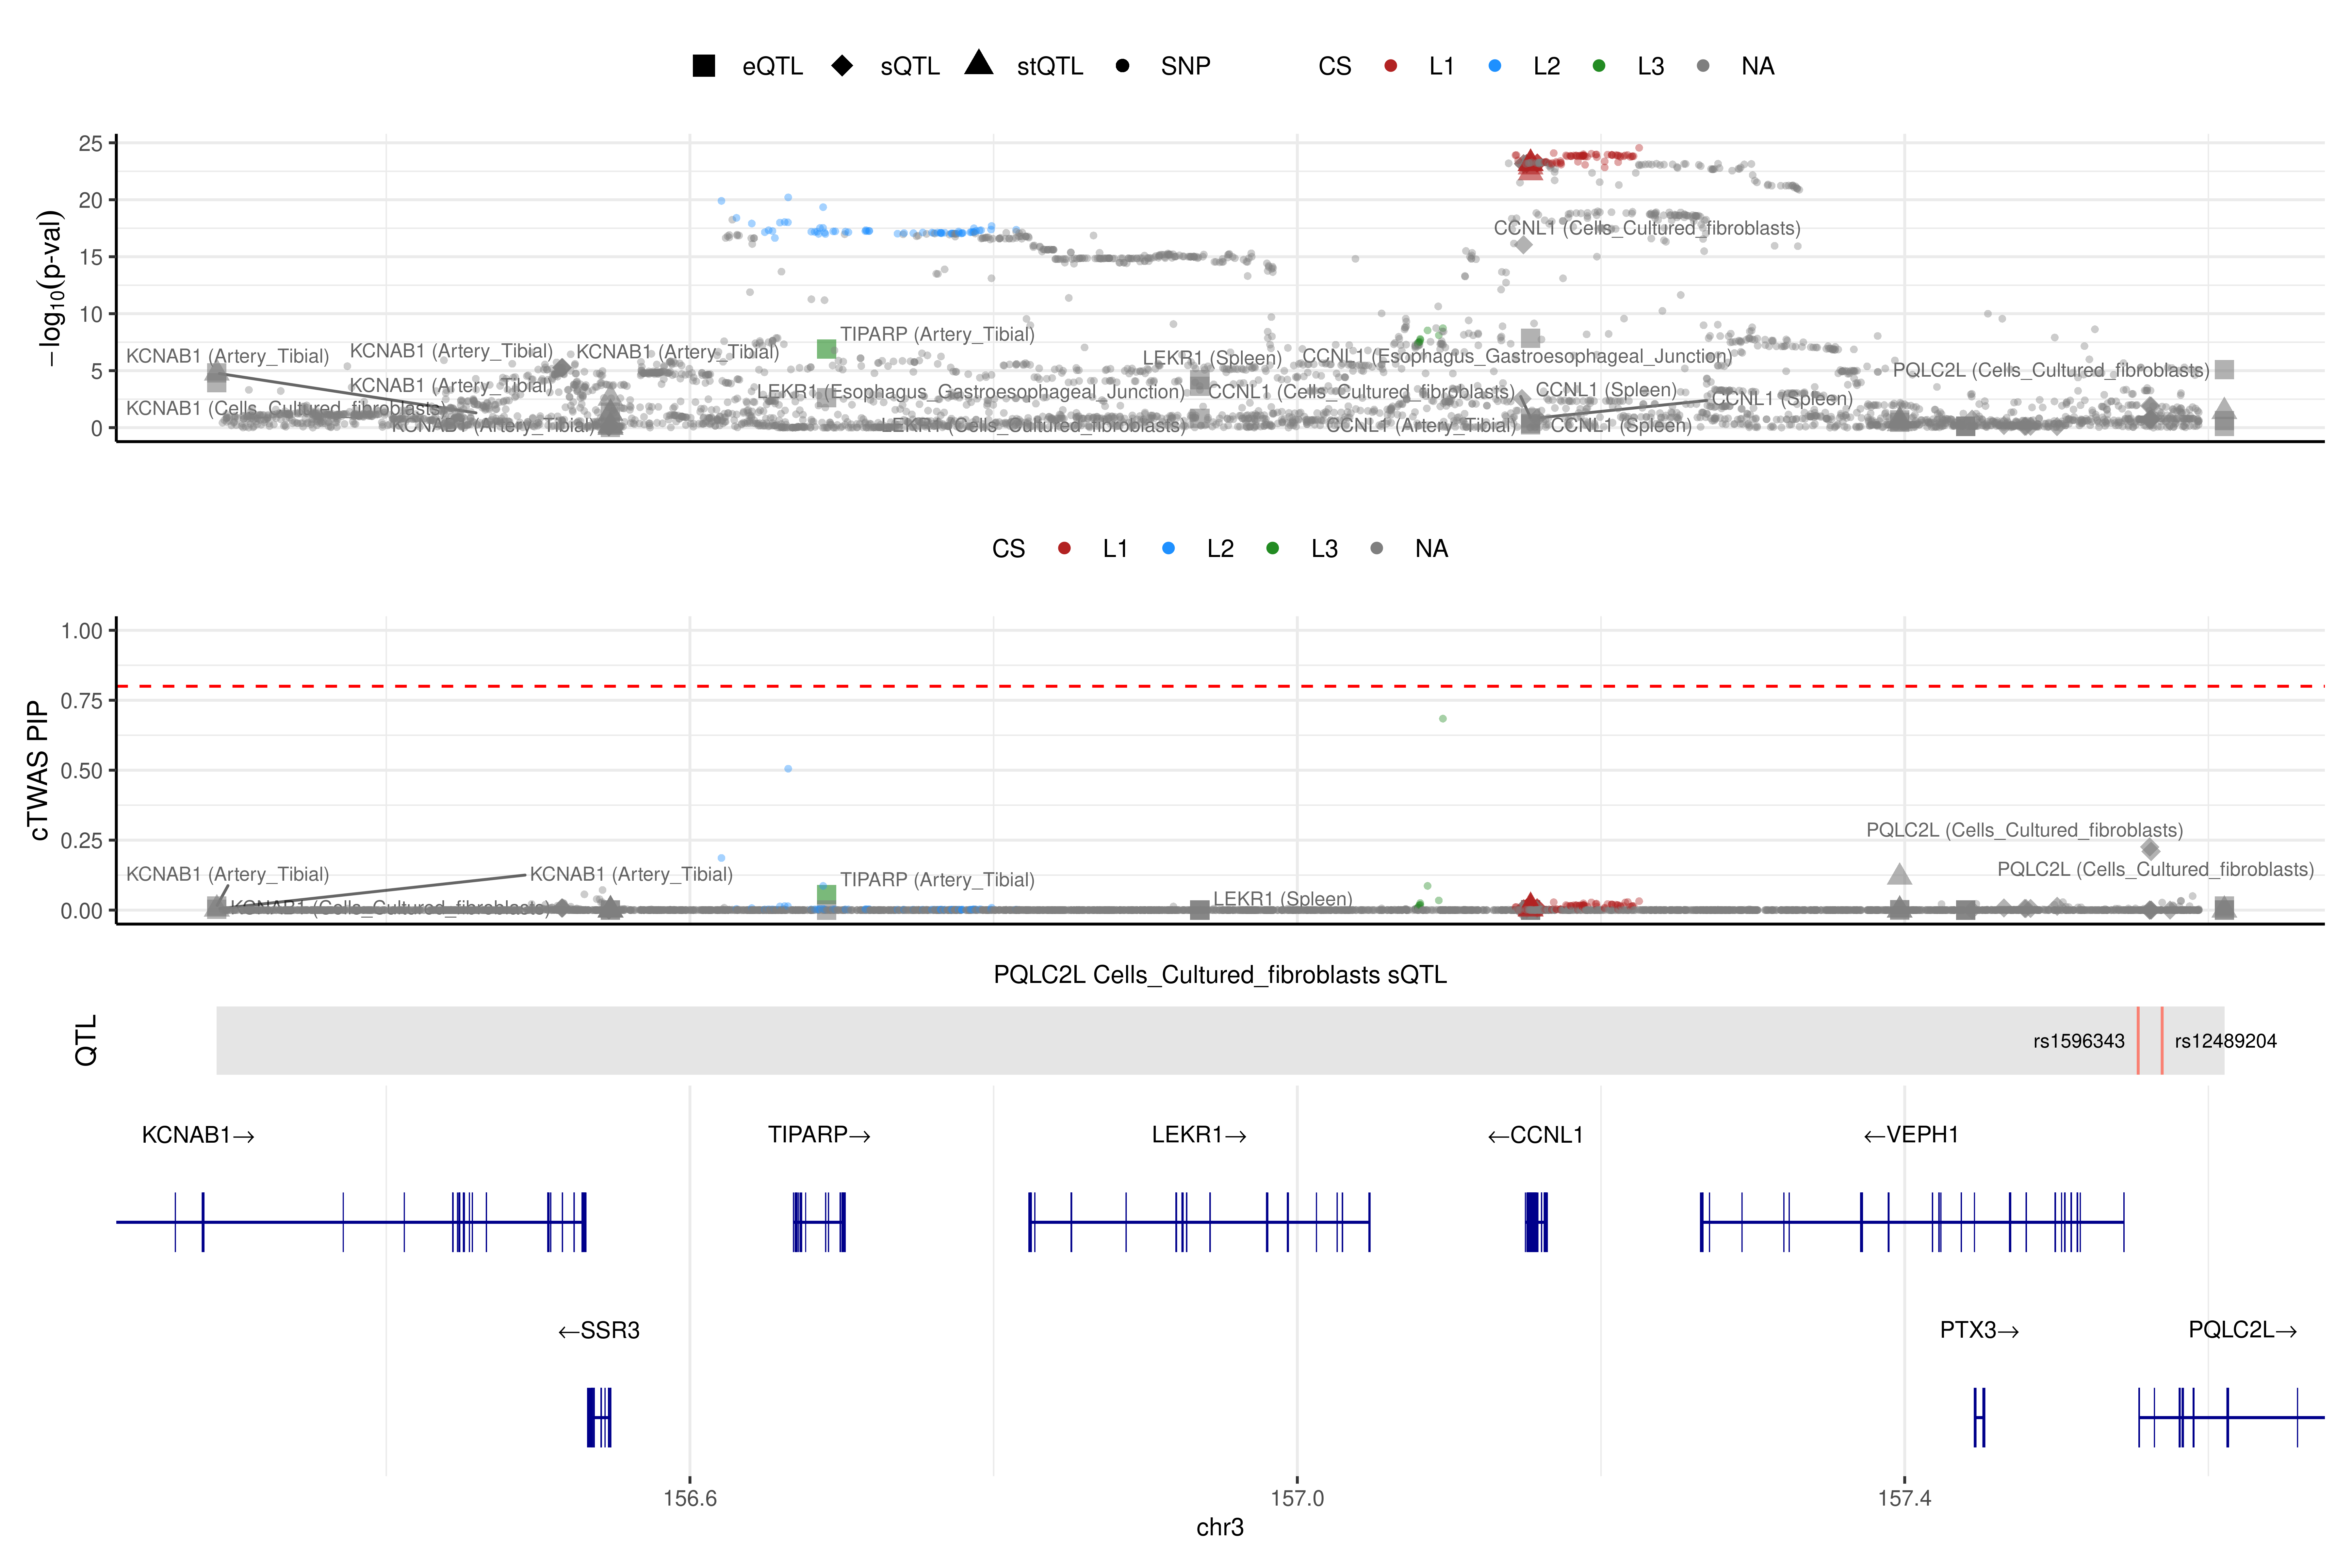 eQTL sQTL stQTL SNP CS L1 L2 L3 NA
−log10(p-val)
25
20
15
10
5
0
CCNL1 (Cells_Cultured_fibroblasts)
TIPARP (Artery_Tibial)
KCNAB1 (Artery_Tibial)
KCNAB1 (Artery_Tibial)
KCNAB1 (Artery_Tibial)
LEKR1 (Spleen)
CCNL1 (Esophagus_Gastroesophageal_Junction)
PQLC2L (Cells_Cultured_fibroblasts)
KCNAB1 (Artery_Tibial)
LEKR1 (Esophagus_Gastroesophageal_Junction)
CCNL1 (Cells_Cultured_fibroblasts)
CCNL1 (Spleen)
CCNL1 (Spleen)
KCNAB1 (Cells_Cultured_fibroblasts)
KCNAB1 (Artery_Tibial)
LEKR1 (Cells_Cultured_fibroblasts)
CCNL1 (Artery_Tibial)
CCNL1 (Spleen)
CS L1 L2 L3 NA
cTWAS PIP
1.00
0.75
0.50
0.25
0.00
PQLC2L (Cells_Cultured_fibroblasts)
PQLC2L (Cells_Cultured_fibroblasts)
KCNAB1 (Artery_Tibial)
KCNAB1 (Artery_Tibial)
TIPARP (Artery_Tibial)
LEKR1 (Spleen)
KCNAB1 (Cells_Cultured_fibroblasts)
PQLC2L Cells_Cultured_fibroblasts sQTL
QTL
rs1596343
rs12489204
KCNAB1→
TIPARP→
LEKR1→
←CCNL1
←VEPH1
←SSR3
PTX3→
PQLC2L→
156.6
157.0
157.4
chr3